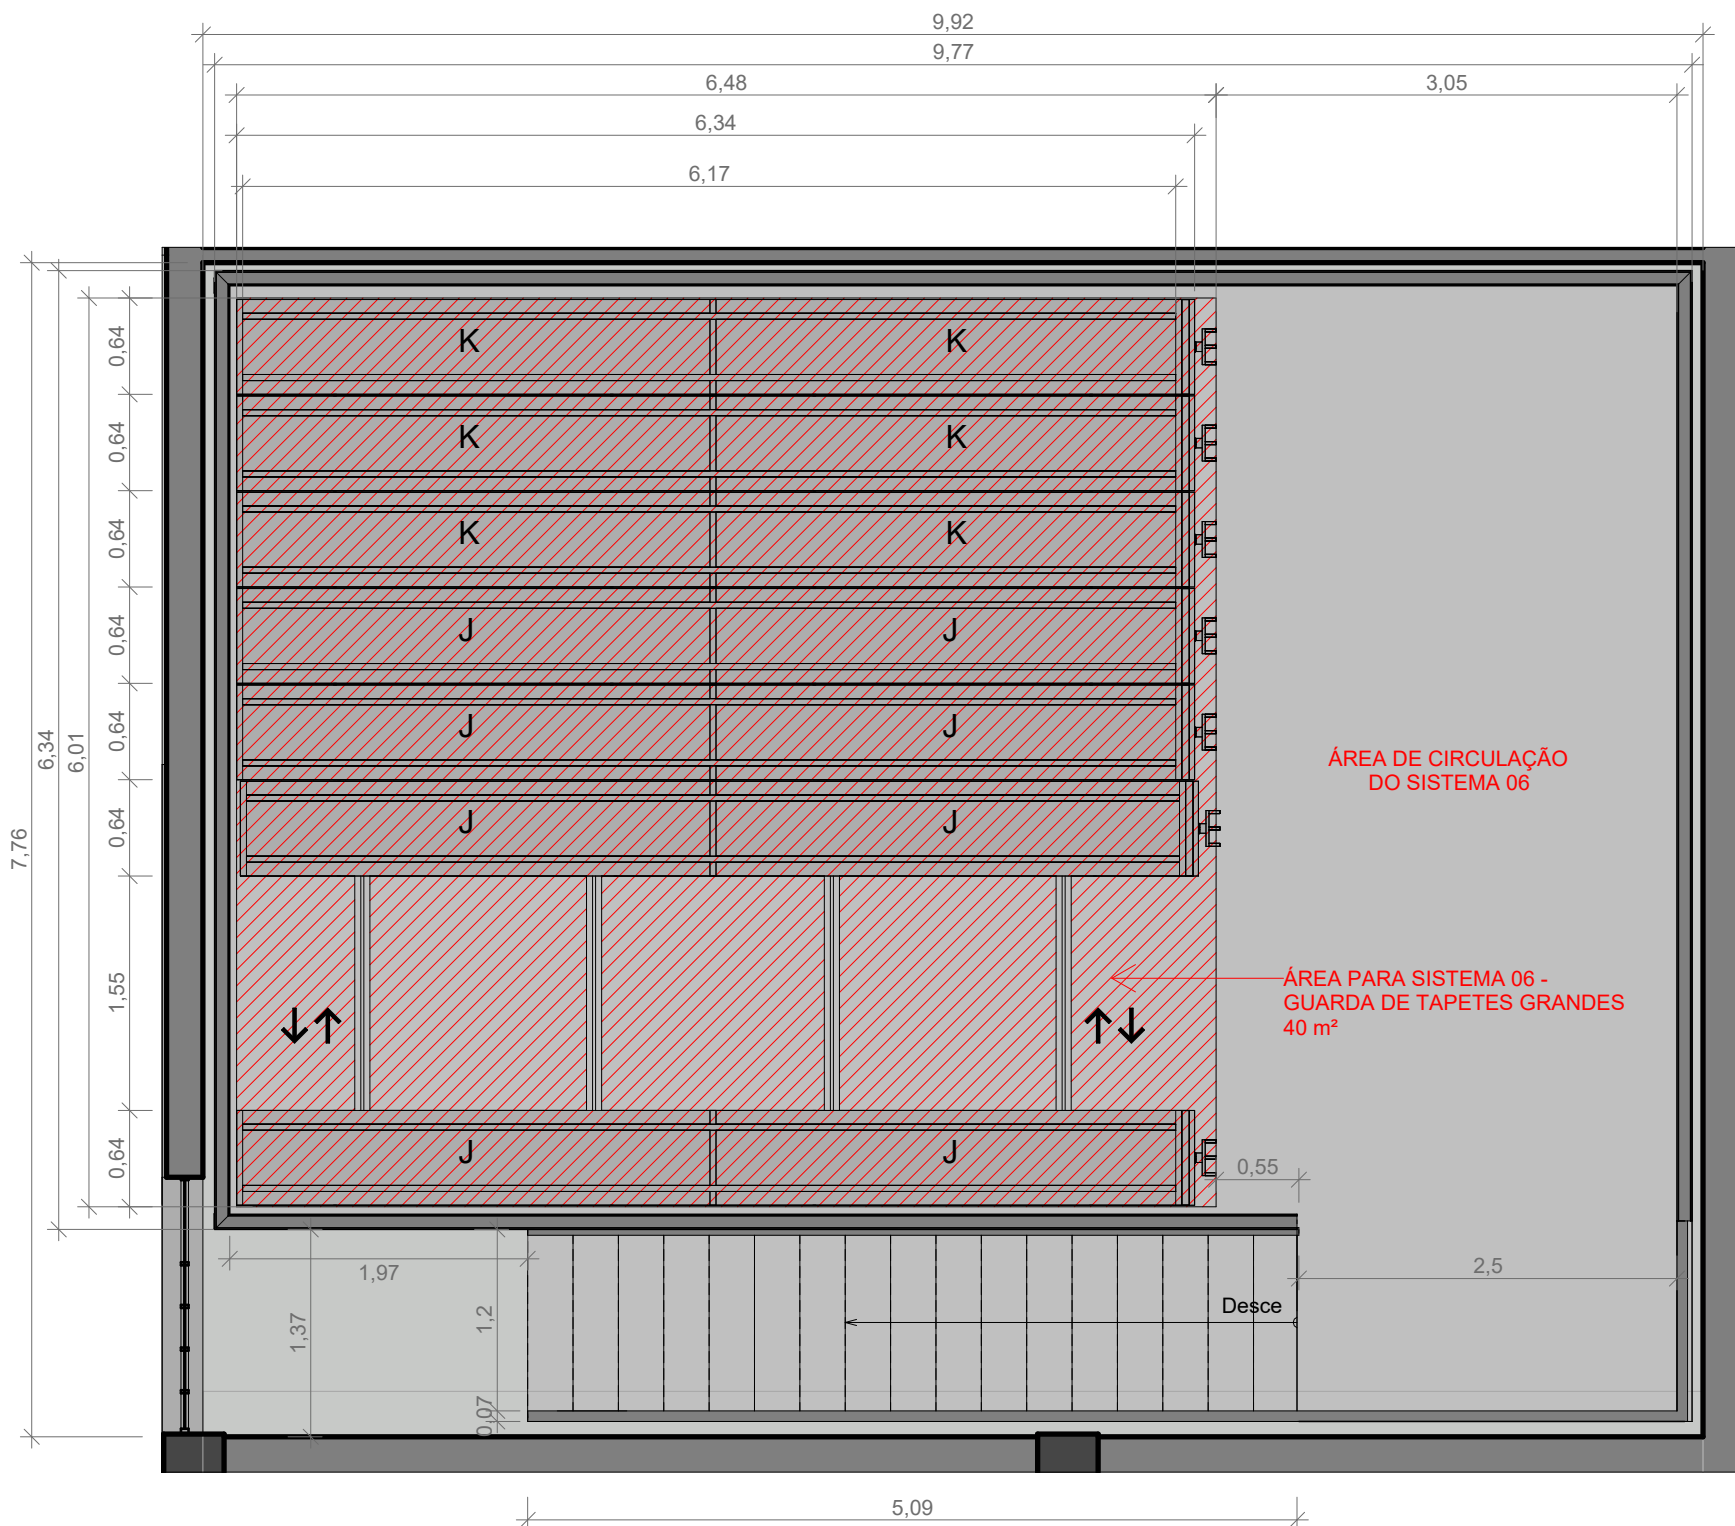 9,92
9,77
6,48
3,05
6,34
6,17
0,64
K
K
0,64
K
K
0,64
K
K
0,64
J
J
0,64
J
J
6,34
6,01
ÁREA DE CIRCULAÇÃO
DO SISTEMA 06
0,64
J
J
7,76
1,55
ÁREA PARA SISTEMA 06 -
GUARDA DE TAPETES GRANDES
40 m²
0,64
J
J
0,55
1,97
2,5
1,37
1,2
Desce
0,07
5,09